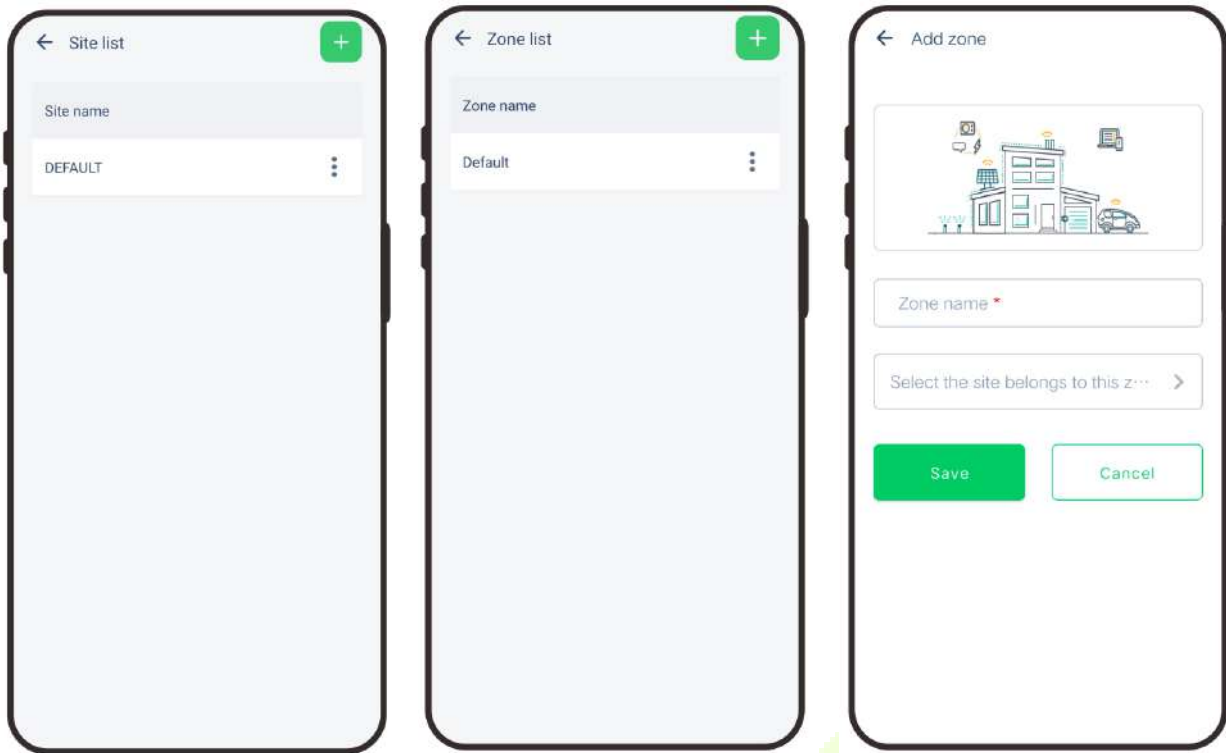 Site list
Site name
DEFAULT
Zone list
Zone name
Default
Add zone
Zone name *
Select the site belongs to this z···
Save
Cancel